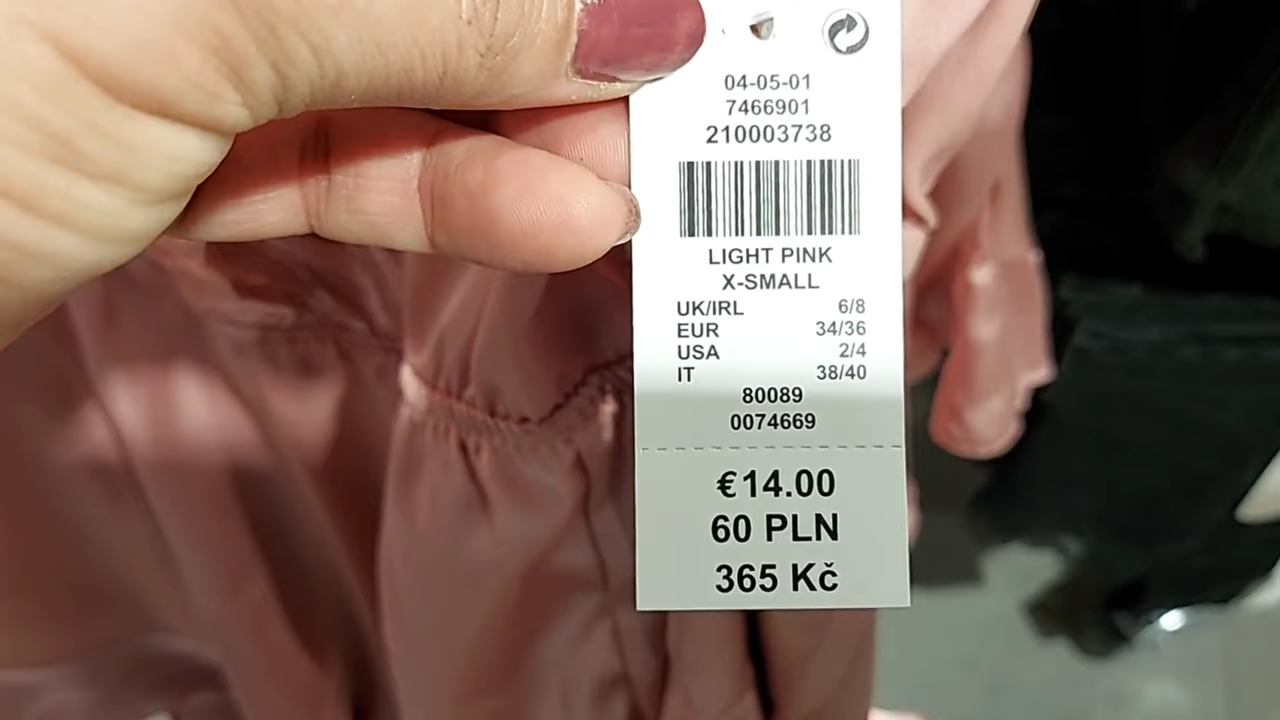 04-05-01
7466901
210003738
LIGHT PINK
X-SMALL
UK/IRL 6/8
EUR 34/36
USA 2/4
IT 38/40
80089
0074669
€14.00
60 PLN
365 Kč